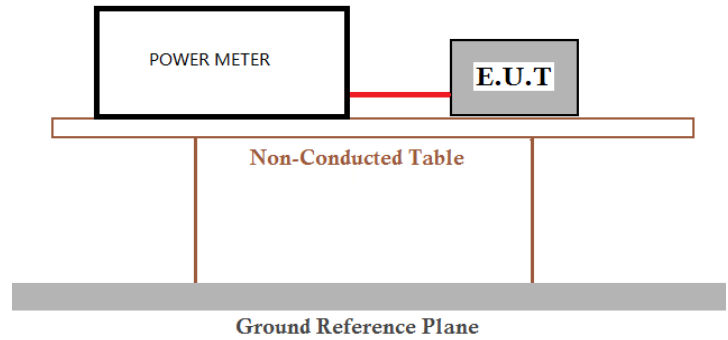 POWER METER
E.U.T
Non-Conducted Table
Ground Reference Plane